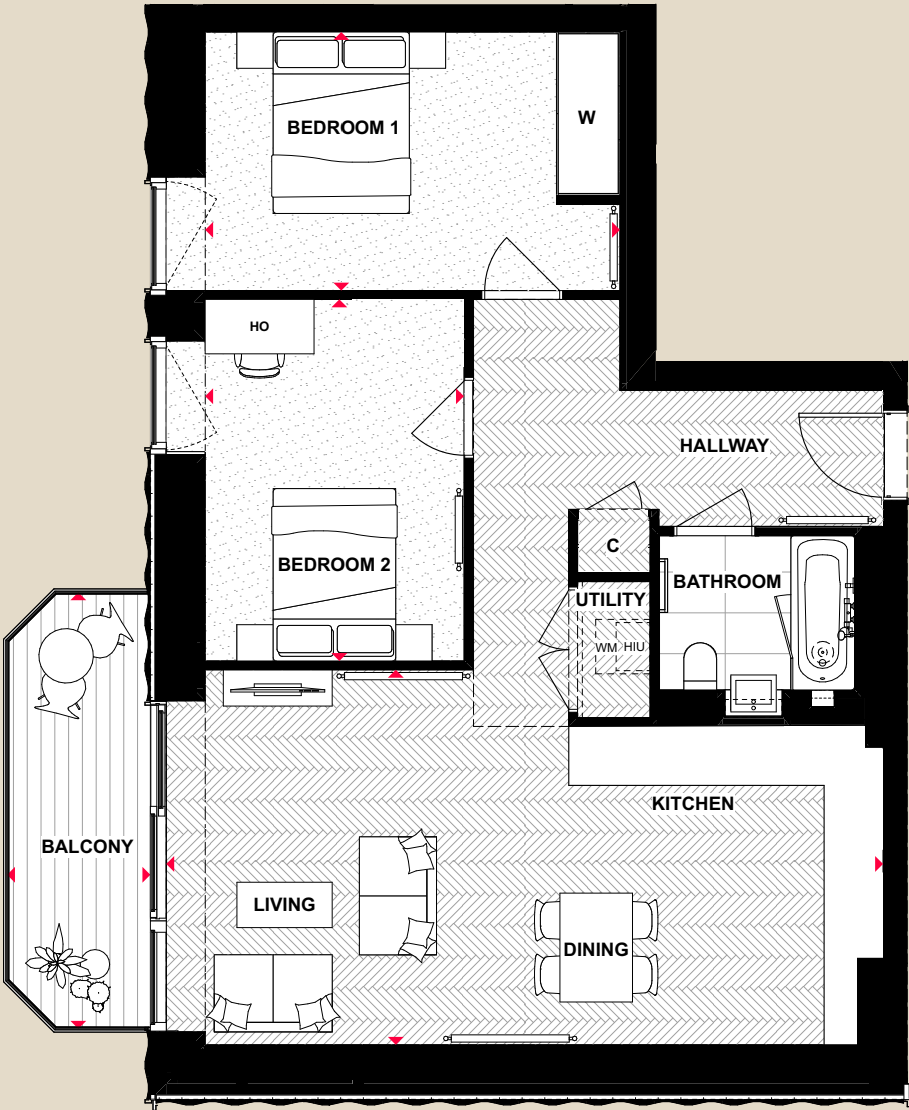 BEDROOM 1
W
HO
HALLWAY
C
BEDROOM 2
BATHROOM
UTILITY
WM
HIU
KITCHEN
BALCONY
LIVING
DINING